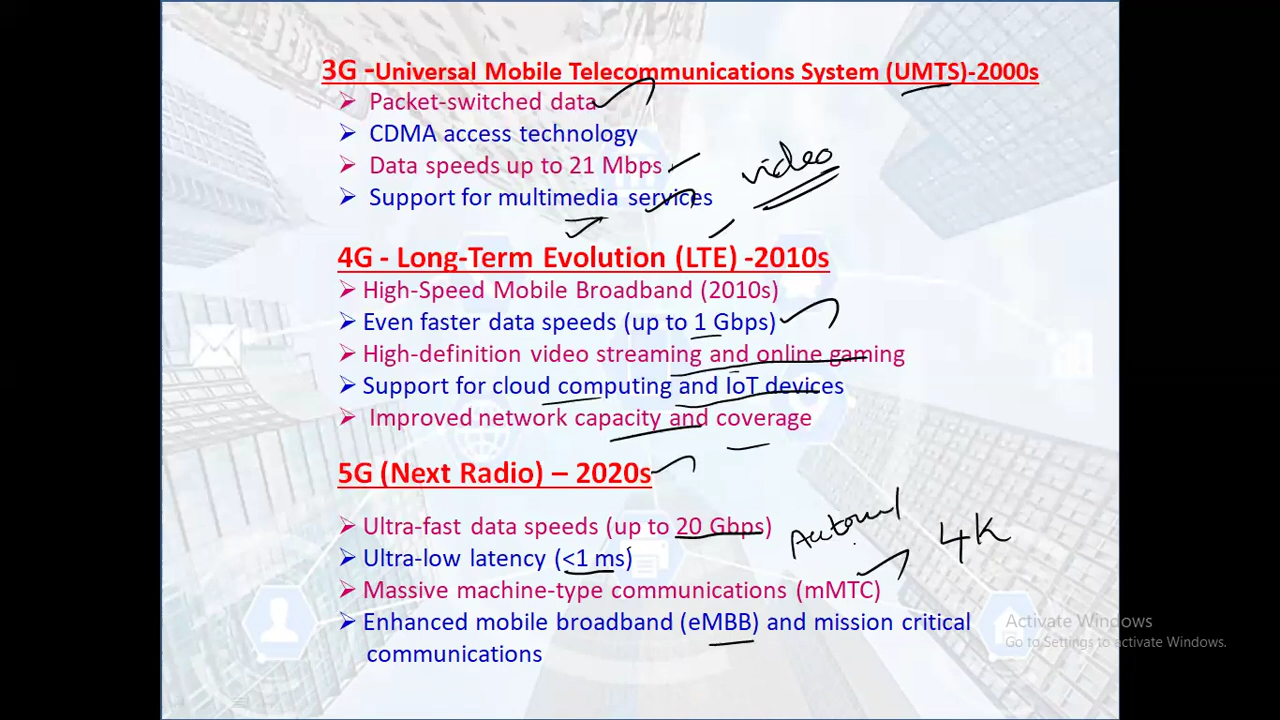 3G -Universal Mobile Telecommunications System (UMTS)-2000s
➢ Packet-switched data
➢ CDMA access technology
➢ Data speeds up to 21 Mbps
video
➢ Support for multimedia services
4G - Long-Term Evolution (LTE) -2010s
➢ High-Speed Mobile Broadband (2010s)
➢ Even faster data speeds (up to 1 Gbps)
➢ High-definition video streaming and online gaming
➢ Support for cloud computing and IoT devices
➢ Improved network capacity and coverage
5G (Next Radio) – 2020s
➢ Ultra-fast data speeds (up to 20 Gbps)
4K
➢ Ultra-low latency (<1 ms)
➢ Massive machine-type communications (mMTC)
➢ Enhanced mobile broadband (eMBB) and mission critical
communications
Activate Windows
Go to Settings to activate Windows.